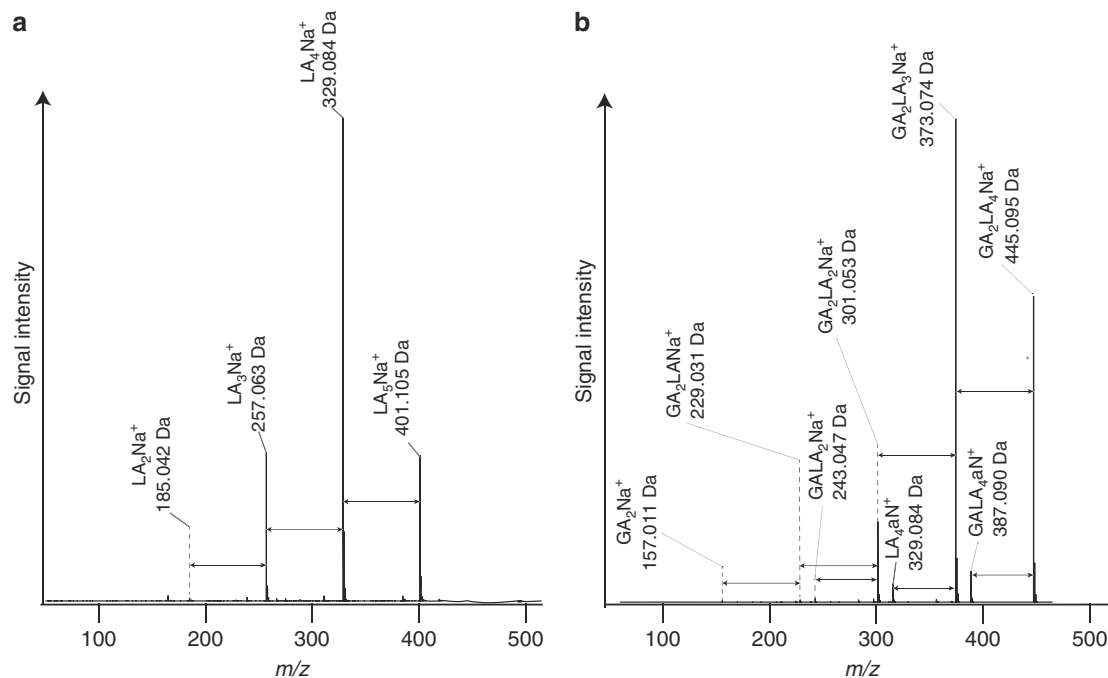 a
LA₂Na⁺
185.042 Da
LA₃Na⁺
257.063 Da
LA₄Na⁺
329.084 Da
LA₅Na⁺
401.105 Da
Signal intensity
100 200 300 400 500
m/z
b
GA₂Na⁺
157.011 Da
GA₂LANa⁺
229.031 Da
GALA₂Na⁺
243.047 Da
GA₂LA₂Na⁺
301.053 Da
LA₄aN⁺
329.084 Da
GA₂LA₃Na⁺
373.074 Da
GALA₄aN⁺
387.090 Da
GA₂LA₄Na⁺
445.095 Da
Signal intensity
100 200 300 400 500
m/z